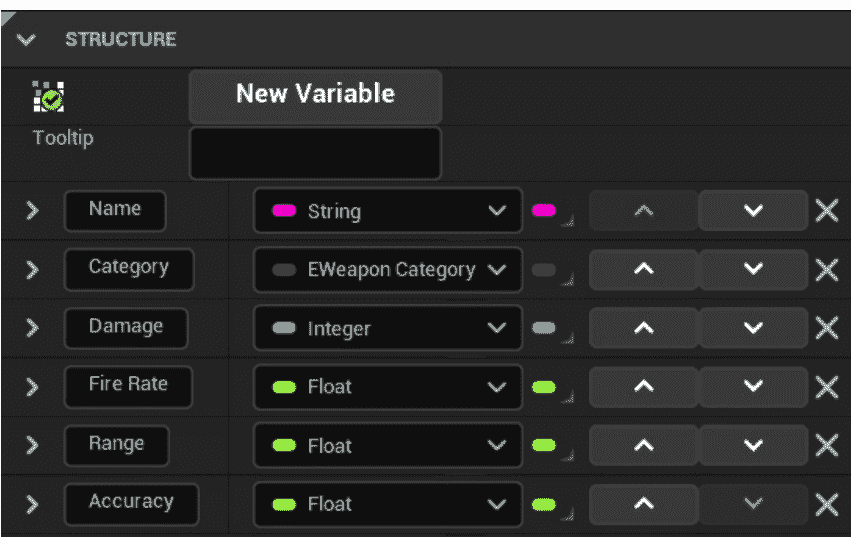 STRUCTURE
New Variable
Tooltip
Name String
Category EWeapon Category
Damage Integer
Fire Rate Float
Range Float
Accuracy Float